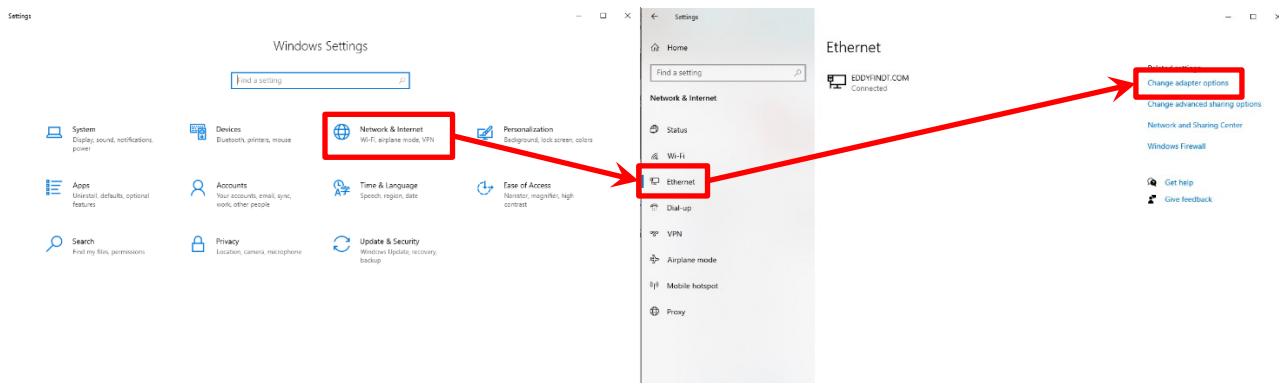 Settings
Windows Settings
Find a setting
System
Display, sound, notifications,
power
Devices
Bluetooth, printers, mouse
Network & Internet
Wi-Fi, airplane mode, VPN
Personalization
Background, lock screen, colors
Apps
Uninstall, defaults, optional
features
Accounts
Your accounts, email, sync,
work, other people
Time & Language
Speech, region, date
Ease of Access
Narrator, magnifier, high
contrast
Search
Find my files, permissions
Privacy
Location, camera, microphone
Update & Security
Windows Update, recovery,
backup
Settings
Home
Find a setting
Network & Internet
Status
Wi-Fi
Ethernet
Dial-up
VPN
Airplane mode
Mobile hotspot
Proxy
Ethernet
EDDYFINDT.COM
Connected
Related settings
Change adapter options
Change advanced sharing options
Network and Sharing Center
Windows Firewall
Get help
Give feedback